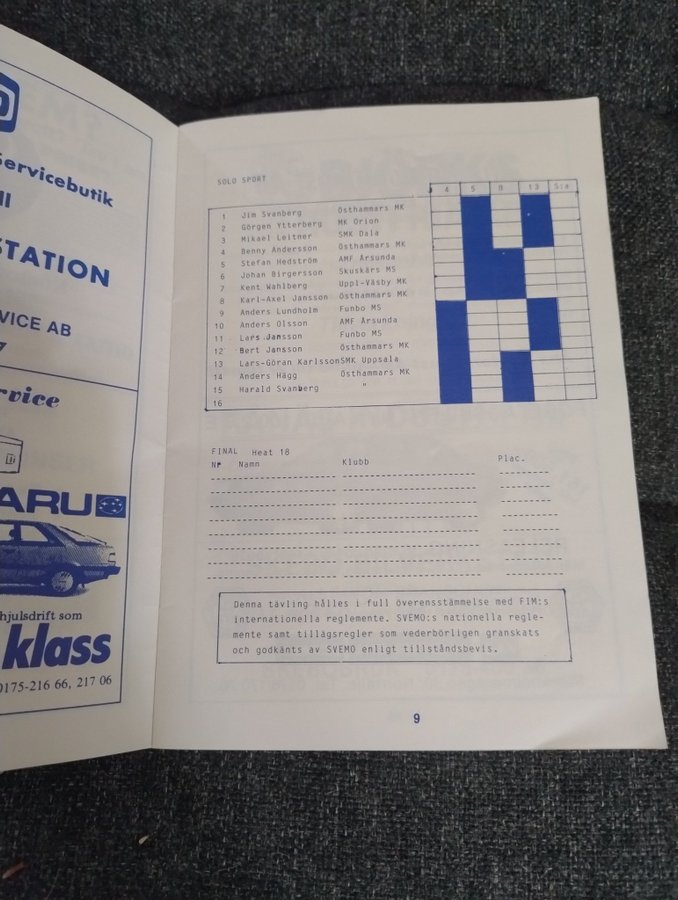 Servicebutik
STATION
VICE AB
rvice
ARU
hjulsdrift som
klass
0175-216 66, 217 06
SOLO SPORT
4 5 9 13 S:a
1 Jim Svanberg Östhammars MK
2 Görgen Ytterberg MK Orion
3 Mikael Leitner SMK Dala
4 Benny Andersson Östhammars MK
5 Stefan Hedström AMF Årsunda
6 Johan Birgersson Skuskärs MS
7 Kent Wahlberg Uppl-Väsby MK
8 Karl-Axel Jansson Östhammars MK
9 Anders Lundholm Funbo MS
10 Anders Olsson AMF Årsunda
11 Lars Jansson Funbo MS
12 Bert Jansson Östhammars MK
13 Lars-Göran Karlsson SMK Uppsala
14 Anders Hägg Östhammars MK
15 Harald Svanberg "
16
FINAL Heat 18
Nr Namn Klubb Plac.
Denna tävling hålles i full överensstämmelse med FIM:s
internationella reglemente. SVEMO:s nationella regle-
mente samt tillägsregler som vederbörligen granskats
och godkänts av SVEMO enligt tillståndsbevis.
9